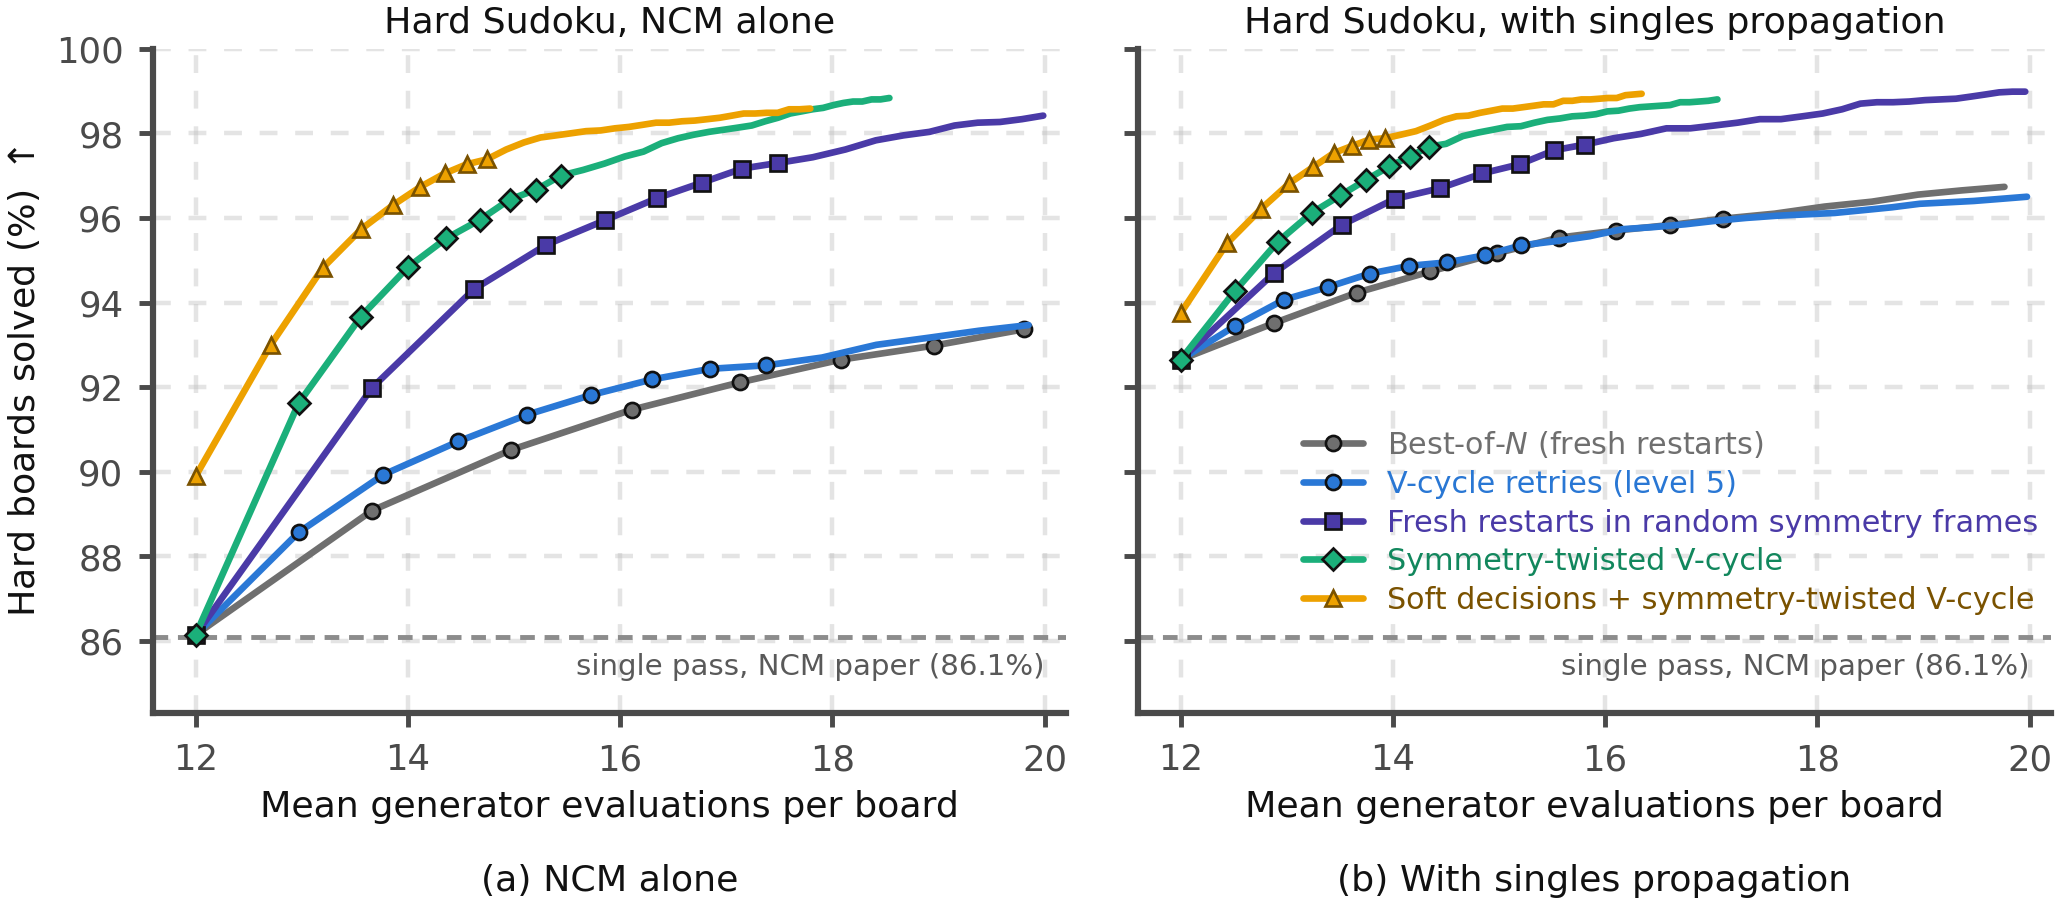 Hard Sudoku, NCM alone
Hard Sudoku, with singles propagation
Hard boards solved (%) ↑
100
98
96
94
92
90
88
86
single pass, NCM paper (86.1%)
12 14 16 18 20
Mean generator evaluations per board
(a) NCM alone
Best-of-N (fresh restarts)
V-cycle retries (level 5)
Fresh restarts in random symmetry frames
Symmetry-twisted V-cycle
Soft decisions + symmetry-twisted V-cycle
single pass, NCM paper (86.1%)
12 14 16 18 20
Mean generator evaluations per board
(b) With singles propagation